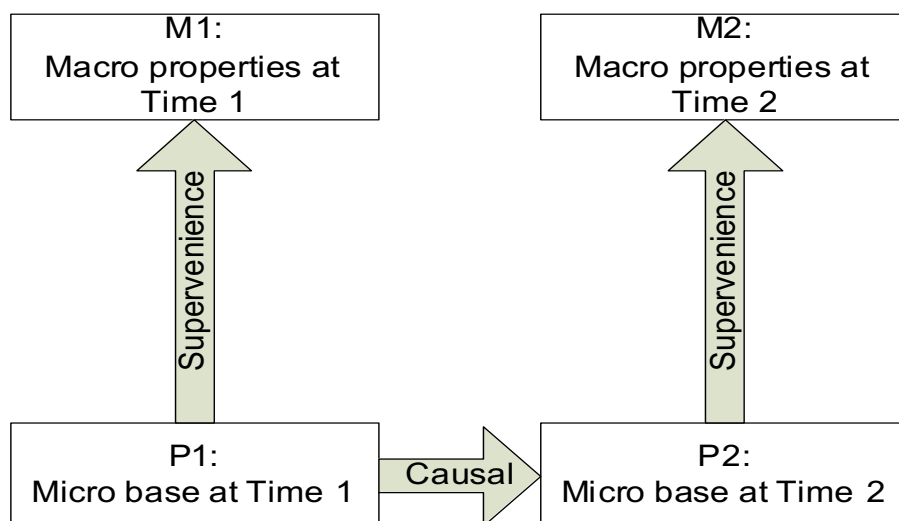 M1:
Macro properties at
Time 1
M2:
Macro properties at
Time 2
Supervenience
Supervenience
P1:
Micro base at Time 1
Causal
P2:
Micro base at Time 2